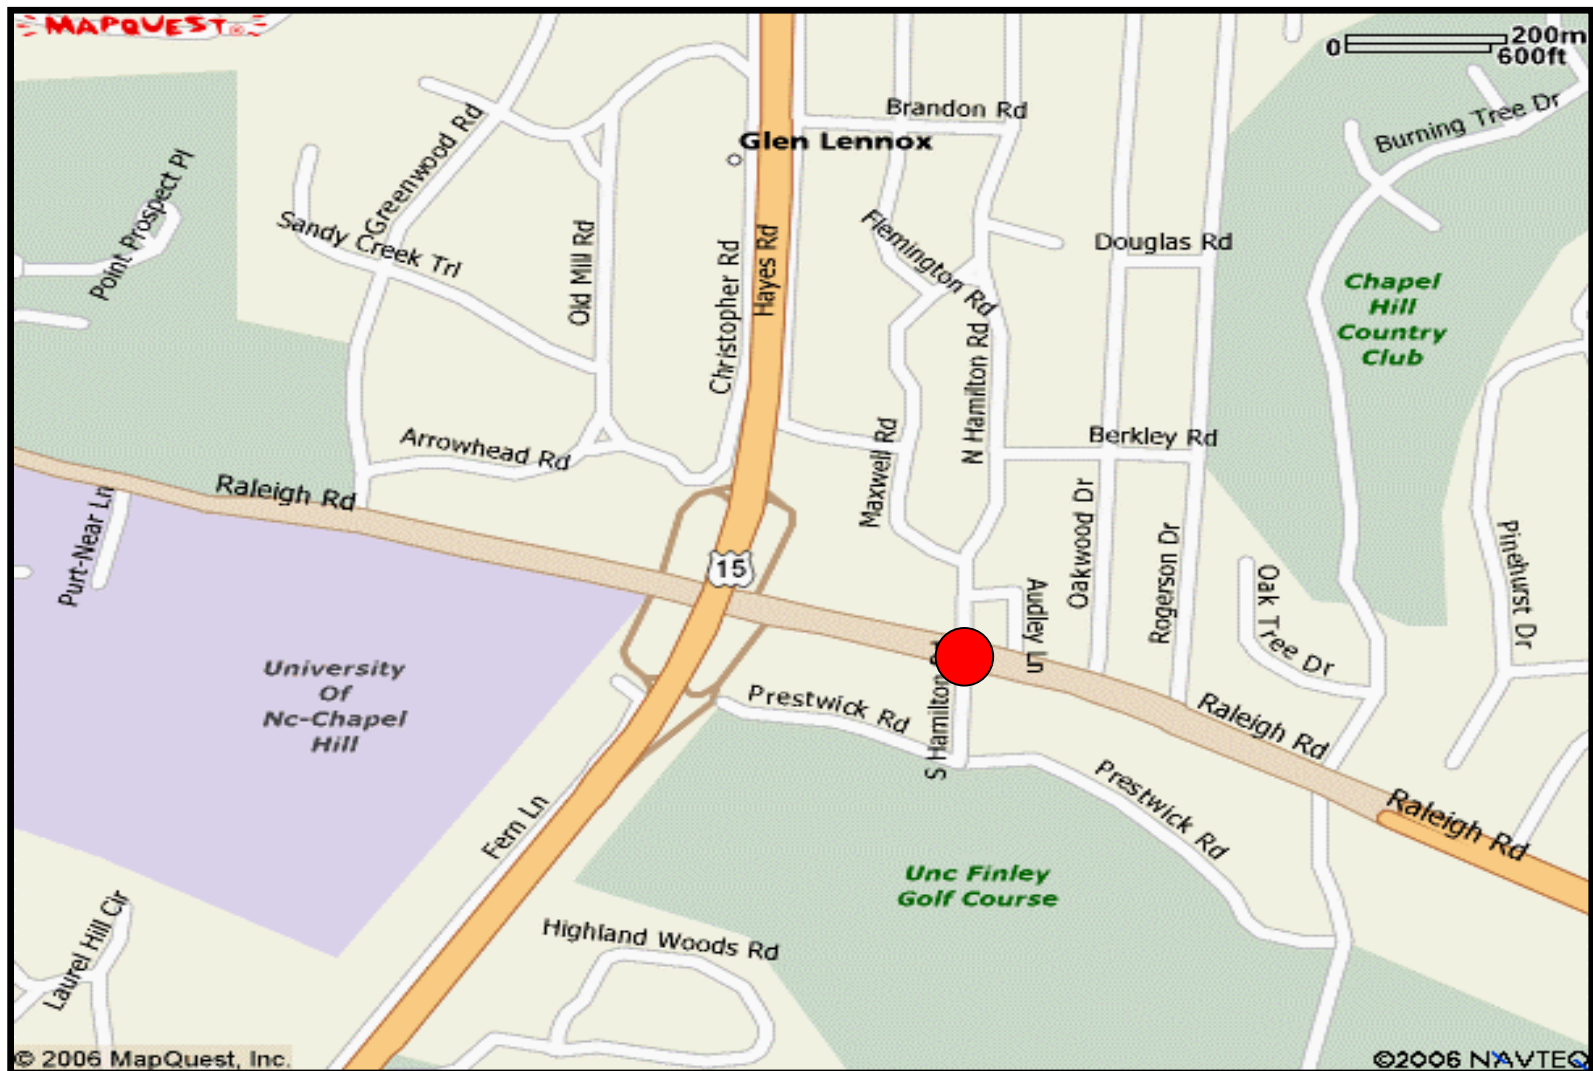 MAPQUEST
0 200m
600ft
Brandon Rd
Burning Tree Dr
Glen Lennox
Greenwood Rd
Point Prospect Pl
Sandy Creek Trl
Old Mill Rd
Christopher Rd
Hayes Rd
Flemington Rd
Douglas Rd
Chapel
Hill
Country
Club
N Hamilton Rd
Maxwell Rd
Berkley Rd
Arrowhead Rd
Raleigh Rd
Purt-Near Ln
15
Oakwood Dr
Rogerson Dr
Audley Ln
Oak Tree Dr
Pinehurst Dr
University
Of
Nc-Chapel
Hill
Prestwick Rd
S Hamilton
Raleigh Rd
Prestwick Rd
Raleigh Rd
Fern Ln
Unc Finley
Golf Course
Highland Woods Rd
Laurel Hill Cir
© 2006 MapQuest, Inc.
©2006 NAVTEQ